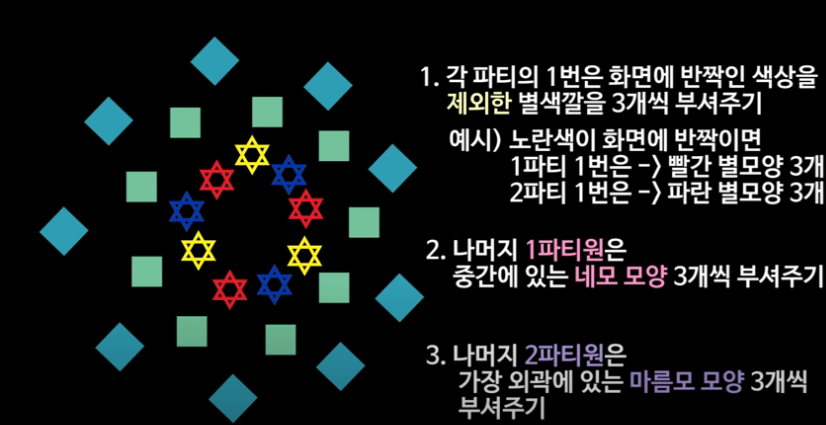 1. 각 파티의 1번은 화면에 반짝인 색상을
제외한 별색깔을 3개씩 부셔주기
예시) 노란색이 화면에 반짝이면
1파티 1번은 -> 빨간 별모양 3개
2파티 1번은 -> 파란 별모양 3개
2. 나머지 1파티원은
중간에 있는 네모 모양 3개씩 부셔주기
3. 나머지 2파티원은
가장 외곽에 있는 마름모 모양 3개씩
부셔주기